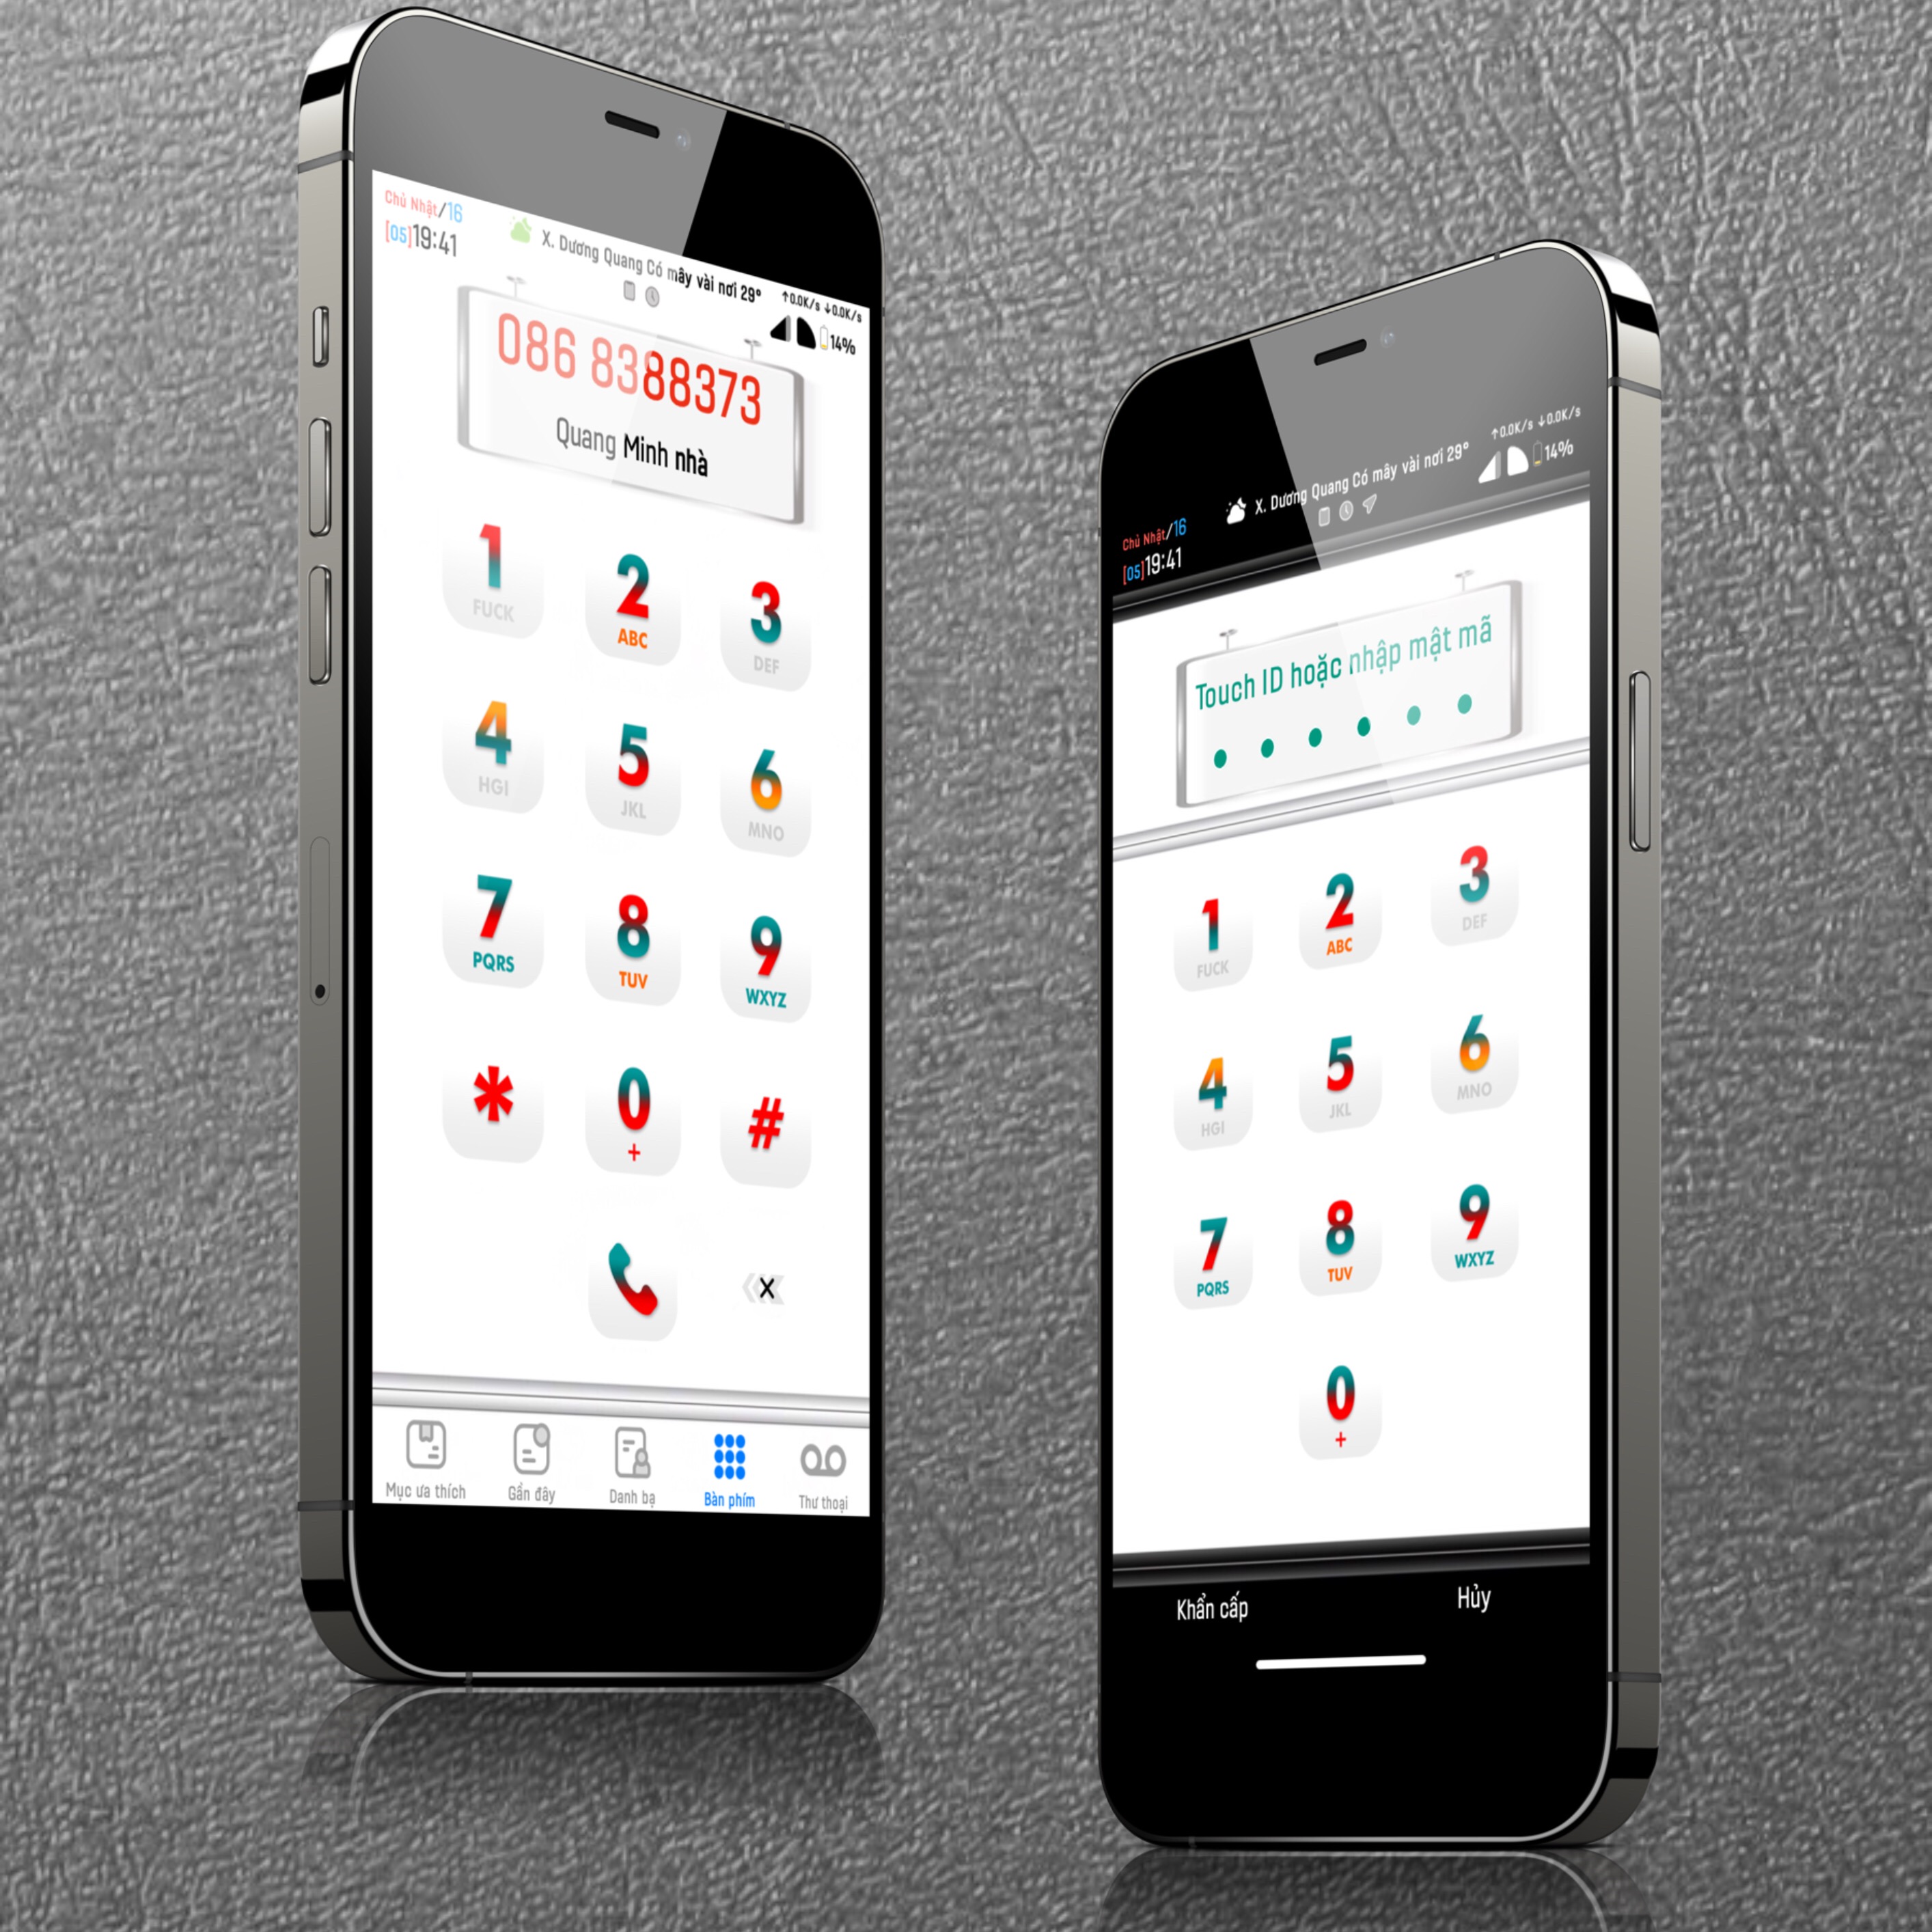 Chủ Nhật/16
[05]19:41
X. Dương Quang Có mây vài nơi 29°
↑0.0K/s ↓0.0K/s
14%
086 8388373
Quang Minh nhà
1 2 3
FUCK ABC DEF
4 5 6
HGI JKL MNO
7 8 9
PQRS TUV WXYZ
* 0 #
+
X
Mục ưa thích Gần đây Danh bạ Bàn phím Thư thoại
Chủ Nhật/16
[05]19:41
X. Dương Quang Có mây vài nơi 29°
↑0.0K/s ↓0.0K/s
14%
Touch ID hoặc nhập mật mã
1 2 3
FUCK ABC DEF
4 5 6
HGI JKL MNO
7 8 9
PQRS TUV WXYZ
0
+
Khẩn cấp Hủy